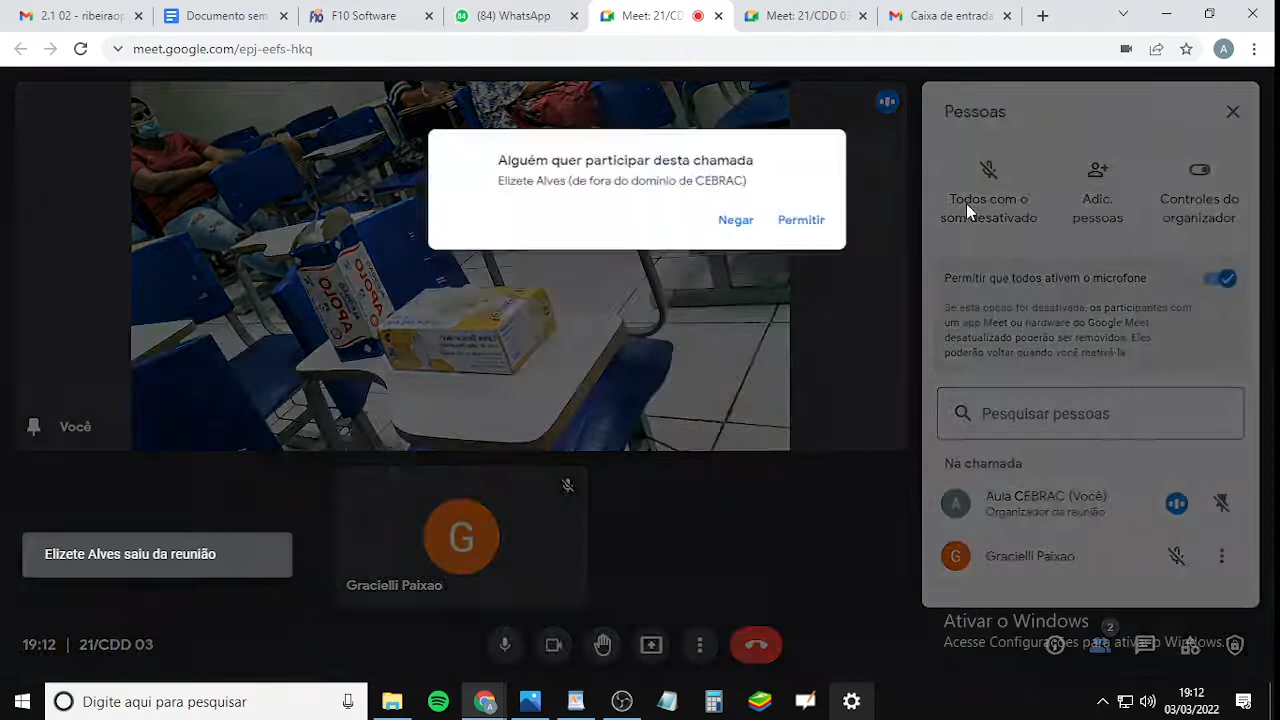 2.1 02 - ribeiraop
Documento sem
F10 Software
(84) WhatsApp
Meet: 21/CD
Meet: 21/CDD 03
Caixa de entrada
meet.google.com/epj-eefs-hkq
A
Alguém quer participar desta chamada
Elizete Alves (de fora do domínio de CEBRAC)
Negar
Permitir
Pessoas
Todos com o
som desativado
Adic.
pessoas
Controles do
organizador
Permitir que todos ativem o microfone
Se esta opção for desativada, os participantes com
um app Meet ou hardware do Google Meet
desatualizado poderão ser removidos. Eles
poderão voltar quando você reativá-la.
Pesquisar pessoas
Na chamada
A
Aula CEBRAC (Você)
Organizador da reunião
G
Gracielli Paixao
APOLO
APOLO
Você
Elizete Alves saiu da reunião
G
Gracielli Paixao
19:12 | 21/CDD 03
2
Ativar o Windows
Acesse Configurações para ativar o Windows.
Digite aqui para pesquisar
19:12
03/03/2022